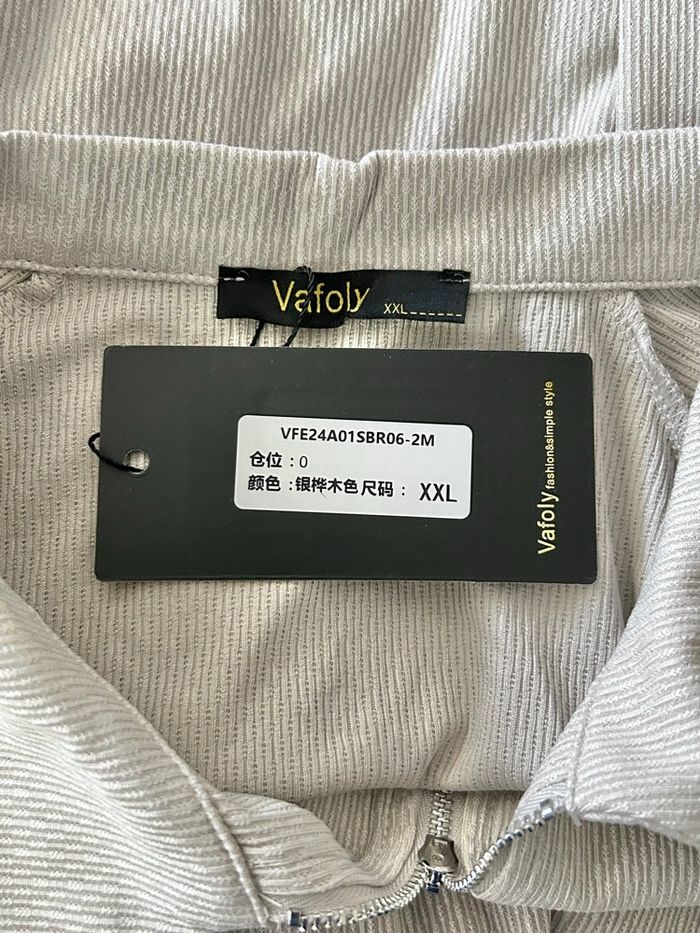 Vafoly
XXL
VFE24A01SBR06-2M
仓位：0
颜色：银桦木色 尺码： XXL
Vafoly fashion&simple style